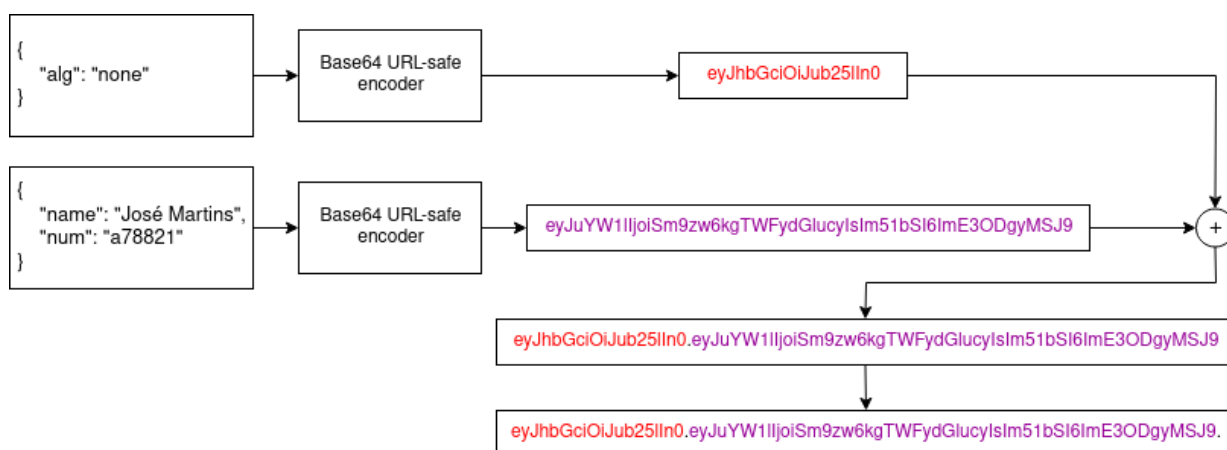 {
"alg": "none"
}
Base64 URL-safe
encoder
eyJhbGciOiJub25lIn0
{
"name": "José Martins",
"num": "a78821"
}
Base64 URL-safe
encoder
eyJuYW1lIjoiSm9zw6kgTWFydGlucyIsIm51bSI6ImE3ODgyMSJ9
+
eyJhbGciOiJub25lIn0.eyJuYW1lIjoiSm9zw6kgTWFydGlucyIsIm51bSI6ImE3ODgyMSJ9
eyJhbGciOiJub25lIn0.eyJuYW1lIjoiSm9zw6kgTWFydGlucyIsIm51bSI6ImE3ODgyMSJ9.